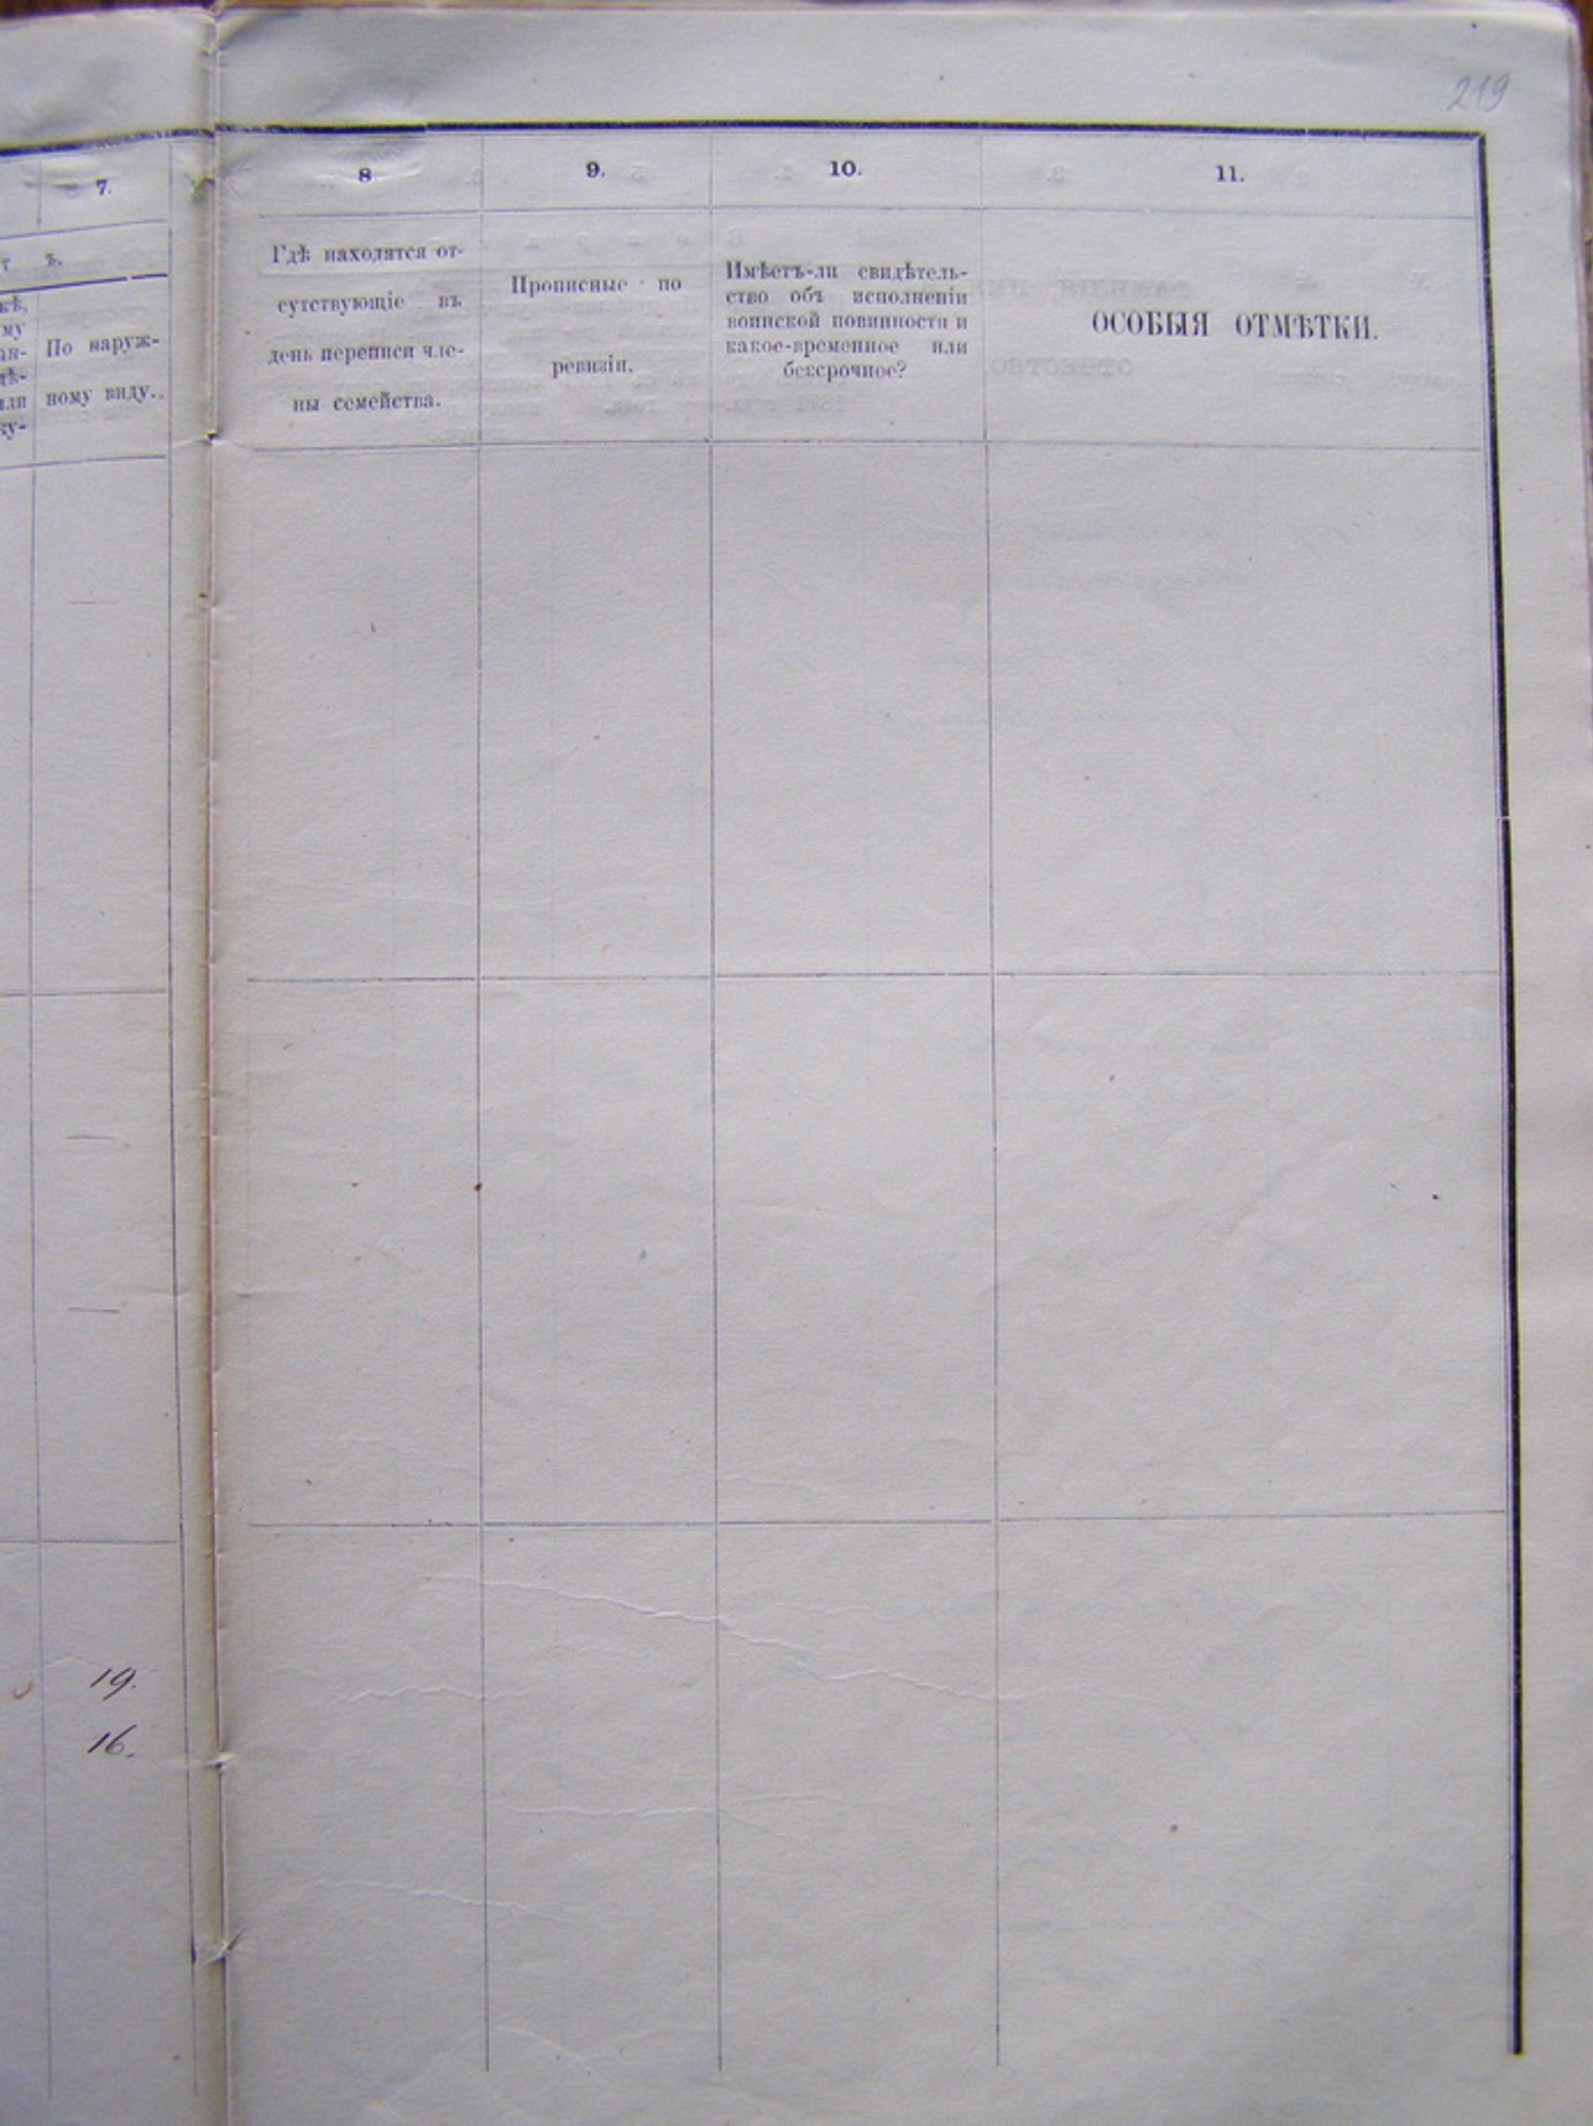 219
7.
т ъ.
кѣ,
му
ан-
дѣ-
или
ку-
По наруж-
ному виду.
19.
16.
8
9.
10.
11.
Гдѣ находятся от-
сутствующіе въ
день переписи чле-
ны семейства.
Прописные по
ревизіи.
Имѣетъ-ли свидѣтель-
ство объ исполненіи
воинской повинности и
какое-временное или
безсрочное?
ОСОБЫЯ ОТМѢТКИ.